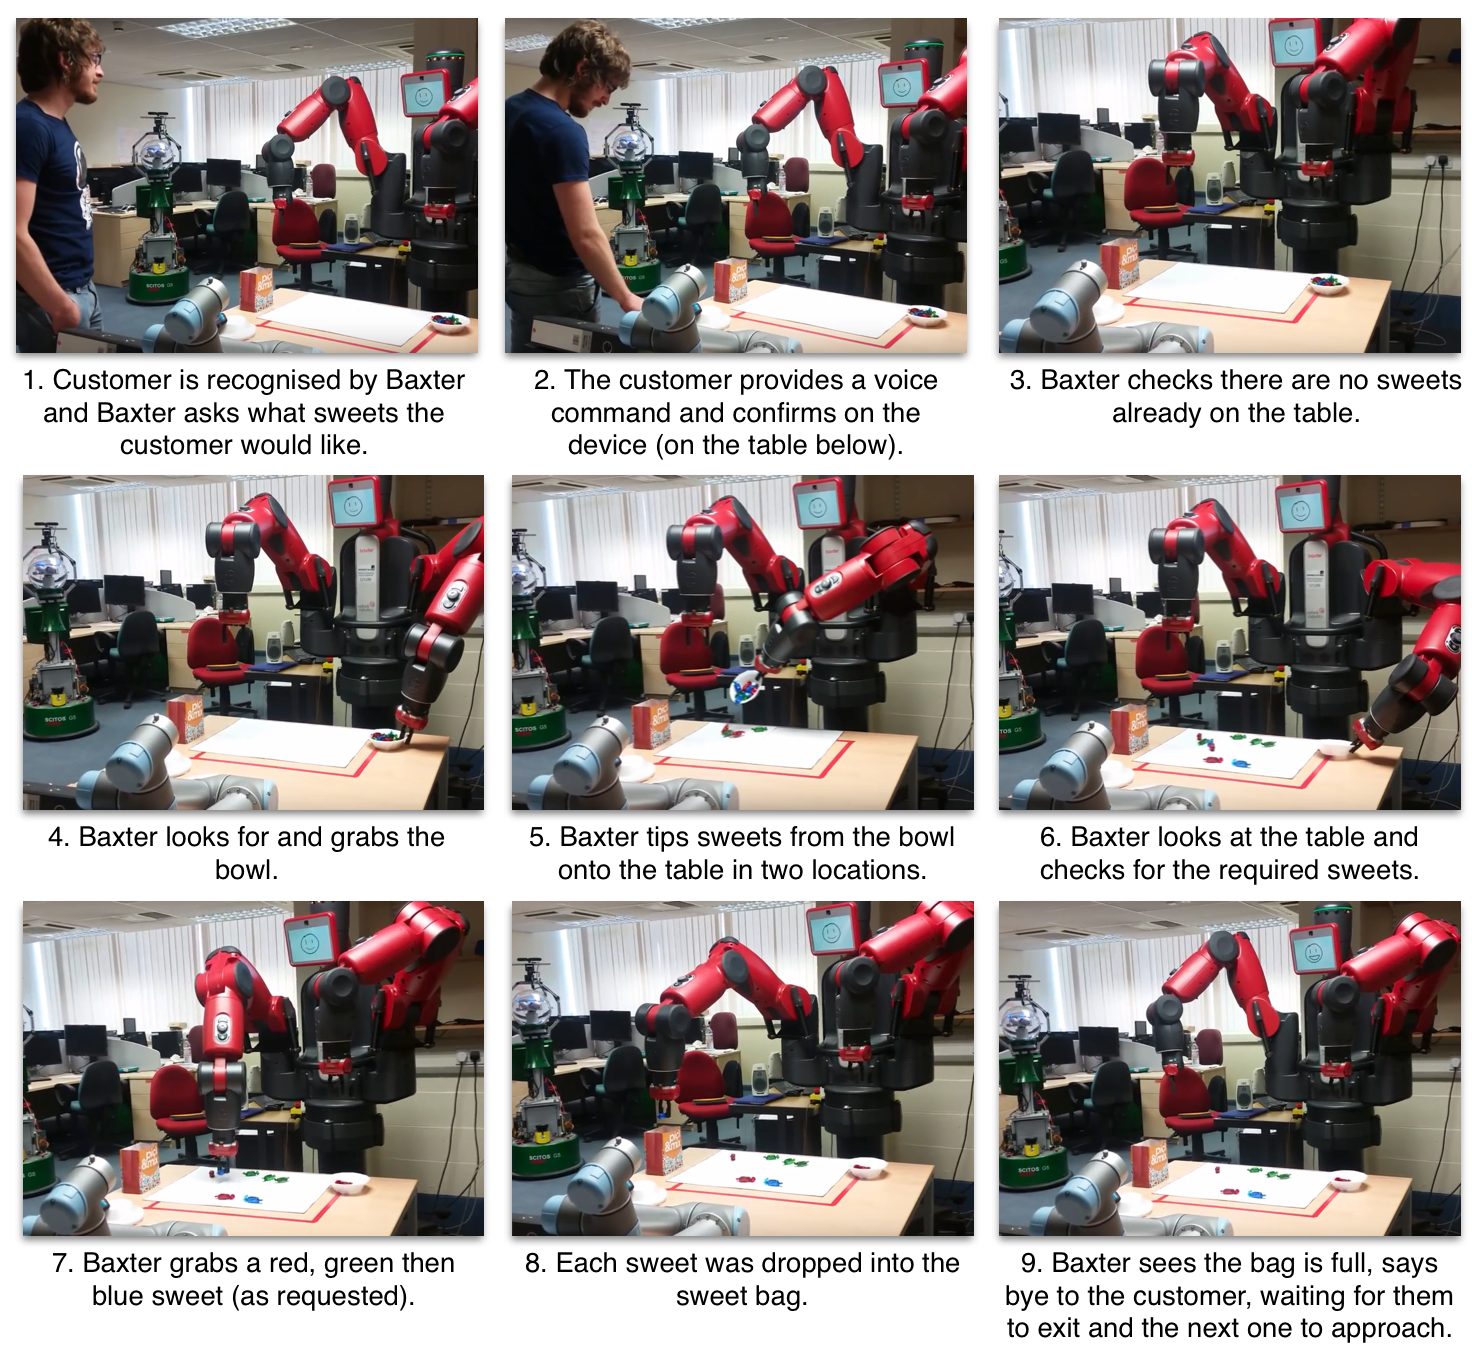 1. Customer is recognised by Baxter
and Baxter asks what sweets the
customer would like.
2. The customer provides a voice
command and confirms on the
device (on the table below).
3. Baxter checks there are no sweets
already on the table.
SCITOS G5
pic
&mix
4. Baxter looks for and grabs the
bowl.
5. Baxter tips sweets from the bowl
onto the table in two locations.
6. Baxter looks at the table and
checks for the required sweets.
7. Baxter grabs a red, green then
blue sweet (as requested).
8. Each sweet was dropped into the
sweet bag.
9. Baxter sees the bag is full, says
bye to the customer, waiting for them
to exit and the next one to approach.